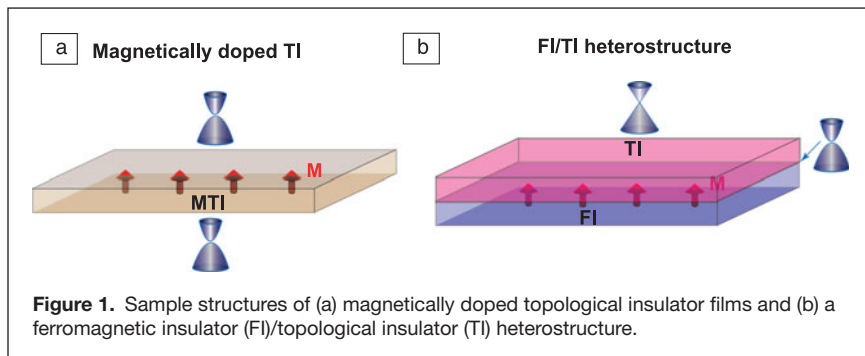 a Magnetically doped TI
b FI/TI heterostructure
M
MTI
TI
M
FI
Figure 1. Sample structures of (a) magnetically doped topological insulator films and (b) a
ferromagnetic insulator (FI)/topological insulator (TI) heterostructure.